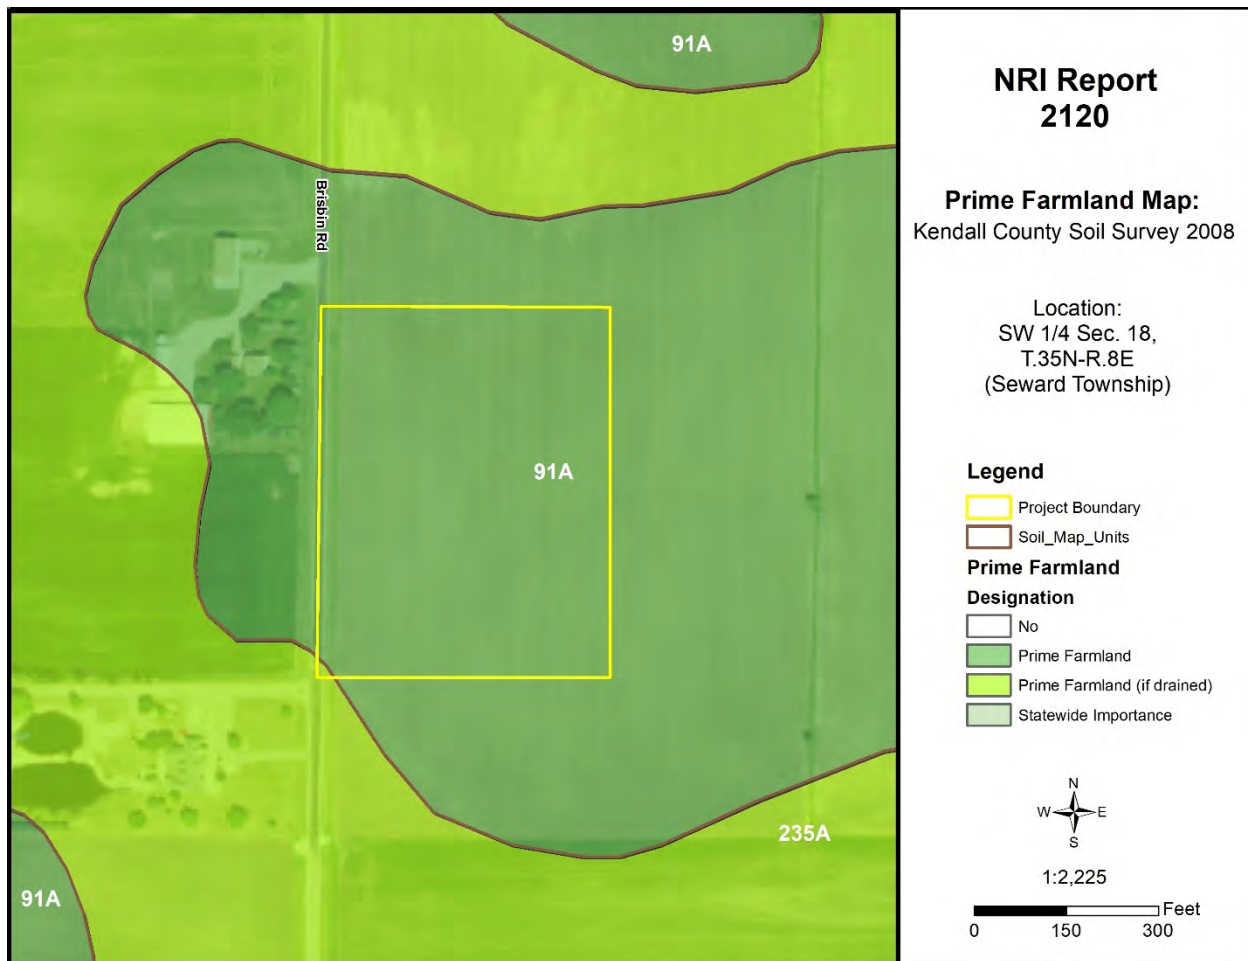 91A
Brisbin Rd
91A
235A
91A
NRI Report
2120
Prime Farmland Map:
Kendall County Soil Survey 2008
Location:
SW 1/4 Sec. 18,
T.35N-R.8E
(Seward Township)
Legend
Project Boundary
Soil_Map_Units
Prime Farmland
Designation
No
Prime Farmland
Prime Farmland (if drained)
Statewide Importance
N
W E
S
1:2,225
Feet
0 150 300